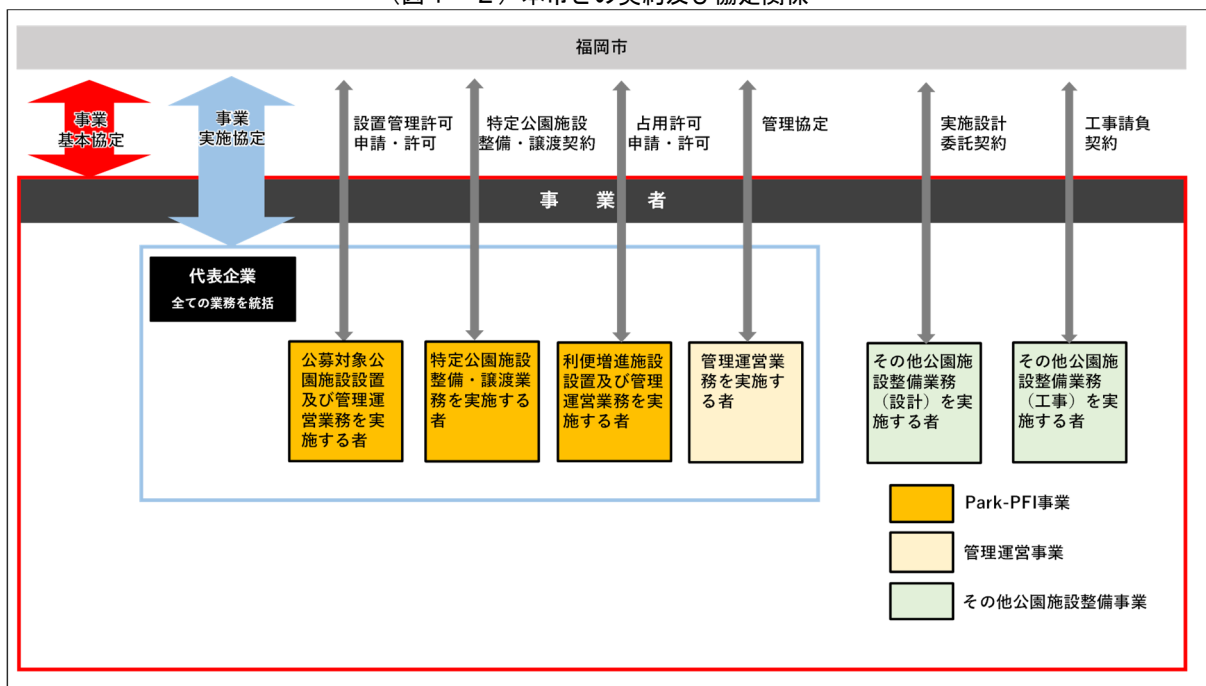 福岡市
事業
基本協定
事業
実施協定
設置管理許可
申請・許可
特定公園施設
整備・譲渡契約
占用許可
申請・許可
管理協定
実施設計
委託契約
工事請負
契約
事業者
代表企業
全ての業務を統括
公募対象公
園施設設置
及び管理運
営業務を実
施する者
特定公園施設
整備・譲渡業
務を実施する
者
利便増進施設
設置及び管理
運営業務を実
施する者
管理運営業
務を実施す
る者
その他公園施
設整備業務
（設計）を実
施する者
その他公園施
設整備業務
（工事）を実
施する者
Park-PFI事業
管理運営事業
その他公園施設整備事業